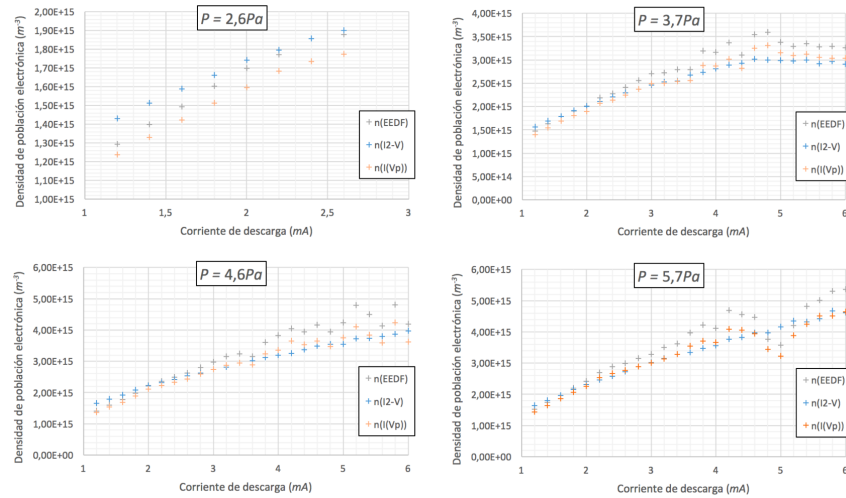 P = 2,6Pa
Densidad de población electrónica (m⁻³)
2,00E+15
1,90E+15
1,80E+15
1,70E+15
1,60E+15
1,50E+15
1,40E+15
1,30E+15
1,20E+15
1,10E+15
1,00E+15
1 1,5 2,0 2,5 3
Corriente de descarga (mA)
n(EEDF)
n(I2-V)
n(I(Vp))
P = 3,7Pa
Densidad de población electrónica (m⁻³)
4,00E+15
3,50E+15
3,00E+15
2,50E+15
2,00E+15
1,50E+15
1,00E+15
5,00E+14
0,00E+00
1 2 3 4 5 6
Corriente de descarga (mA)
n(EEDF)
n(I2-V)
n(I(Vp))
P = 4,6Pa
Densidad de población electrónica (m⁻³)
6,00E+15
5,00E+15
4,00E+15
3,00E+15
2,00E+15
1,00E+15
0,00E+00
1 2 3 4 5 6
Corriente de descarga (mA)
n(EEDF)
n(I2-V)
n(I(Vp))
P = 5,7Pa
Densidad de población electrónica (m⁻³)
6,00E+15
5,00E+15
4,00E+15
3,00E+15
2,00E+15
1,00E+15
0,00E+00
1 2 3 4 5 6
Corriente de descarga (mA)
n(EEDF)
n(I2-V)
n(I(Vp))